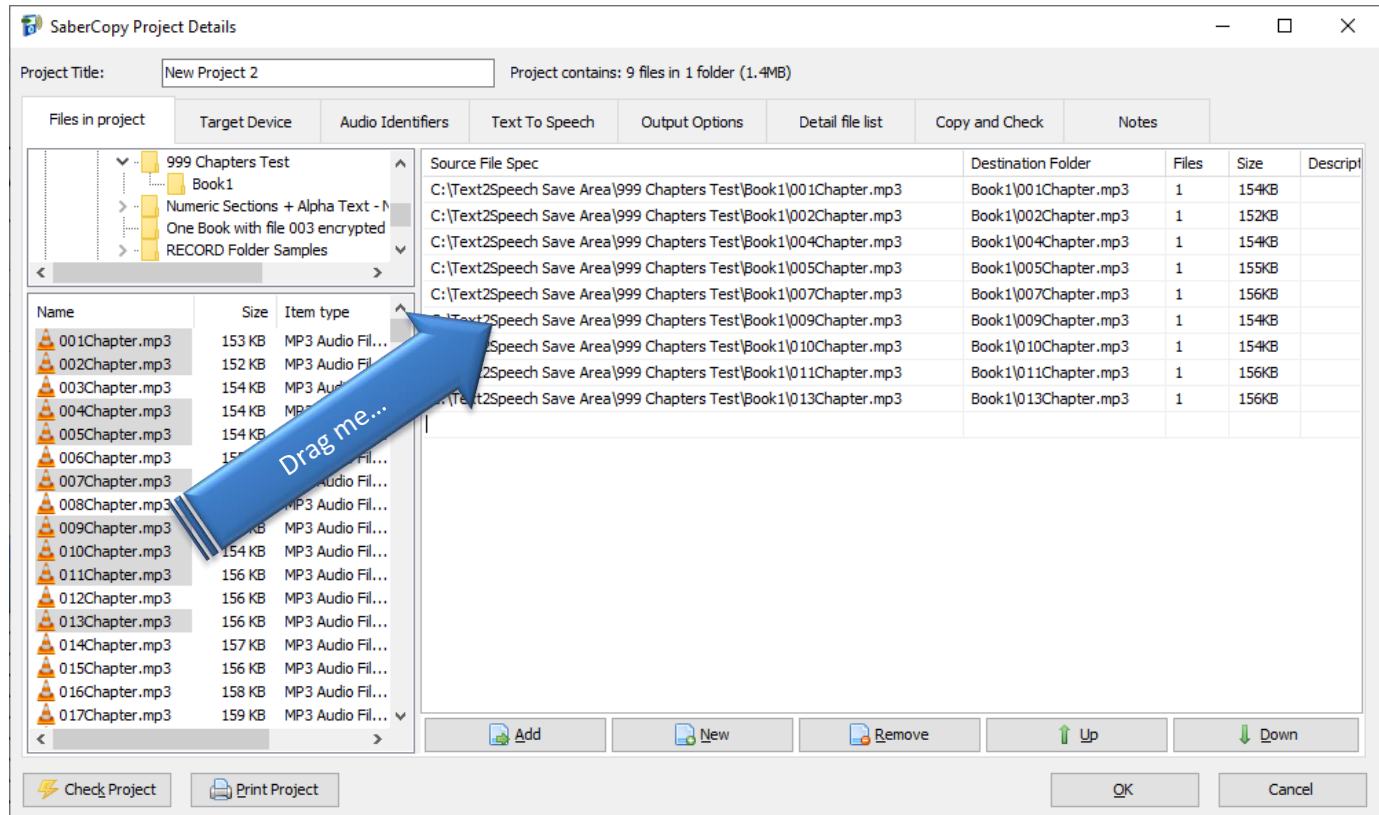 SaberCopy Project Details
Project Title: New Project 2 Project contains: 9 files in 1 folder (1.4MB)
Files in project Target Device Audio Identifiers Text To Speech Output Options Detail file list Copy and Check Notes
999 Chapters Test
Book1
Numeric Sections + Alpha Text - N
One Book with file 003 encrypted
RECORD Folder Samples
Name Size Item type
001Chapter.mp3 153 KB MP3 Audio Fil...
002Chapter.mp3 152 KB MP3 Audio Fil
003Chapter.mp3 154 KB MP3 Aud
004Chapter.mp3 154 KB MP3
005Chapter.mp3 154 KB
006Chapter.mp3 Fil...
007Chapter.mp3 Fil...
008Chapter.mp3 MP3 Audio Fil...
009Chapter.mp3 KB MP3 Audio Fil...
010Chapter.mp3 154 KB MP3 Audio Fil...
011Chapter.mp3 156 KB MP3 Audio Fil...
012Chapter.mp3 156 KB MP3 Audio Fil...
013Chapter.mp3 156 KB MP3 Audio Fil...
014Chapter.mp3 157 KB MP3 Audio Fil...
015Chapter.mp3 156 KB MP3 Audio Fil...
016Chapter.mp3 158 KB MP3 Audio Fil...
017Chapter.mp3 159 KB MP3 Audio Fil...
Drag me...
Source File Spec Destination Folder Files Size Descript
C:\Text2Speech Save Area\999 Chapters Test\Book1\001Chapter.mp3 Book1\001Chapter.mp3 1 154KB
C:\Text2Speech Save Area\999 Chapters Test\Book1\002Chapter.mp3 Book1\002Chapter.mp3 1 152KB
C:\Text2Speech Save Area\999 Chapters Test\Book1\004Chapter.mp3 Book1\004Chapter.mp3 1 154KB
C:\Text2Speech Save Area\999 Chapters Test\Book1\005Chapter.mp3 Book1\005Chapter.mp3 1 155KB
C:\Text2Speech Save Area\999 Chapters Test\Book1\007Chapter.mp3 Book1\007Chapter.mp3 1 156KB
C:\Text2Speech Save Area\999 Chapters Test\Book1\009Chapter.mp3 Book1\009Chapter.mp3 1 154KB
2Speech Save Area\999 Chapters Test\Book1\010Chapter.mp3 Book1\010Chapter.mp3 1 154KB
2Speech Save Area\999 Chapters Test\Book1\011Chapter.mp3 Book1\011Chapter.mp3 1 156KB
C:\Text2Speech Save Area\999 Chapters Test\Book1\013Chapter.mp3 Book1\013Chapter.mp3 1 156KB
Add New Remove Up Down
Check Project Print Project OK Cancel